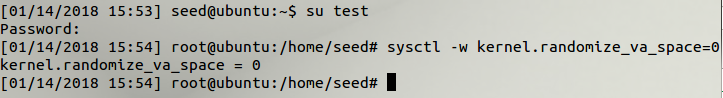 [01/14/2018 15:53] seed@ubuntu:~$ su test
Password:
[01/14/2018 15:54] root@ubuntu:/home/seed# sysctl -w kernel.randomize_va_space=0
kernel.randomize_va_space = 0
[01/14/2018 15:54] root@ubuntu:/home/seed#